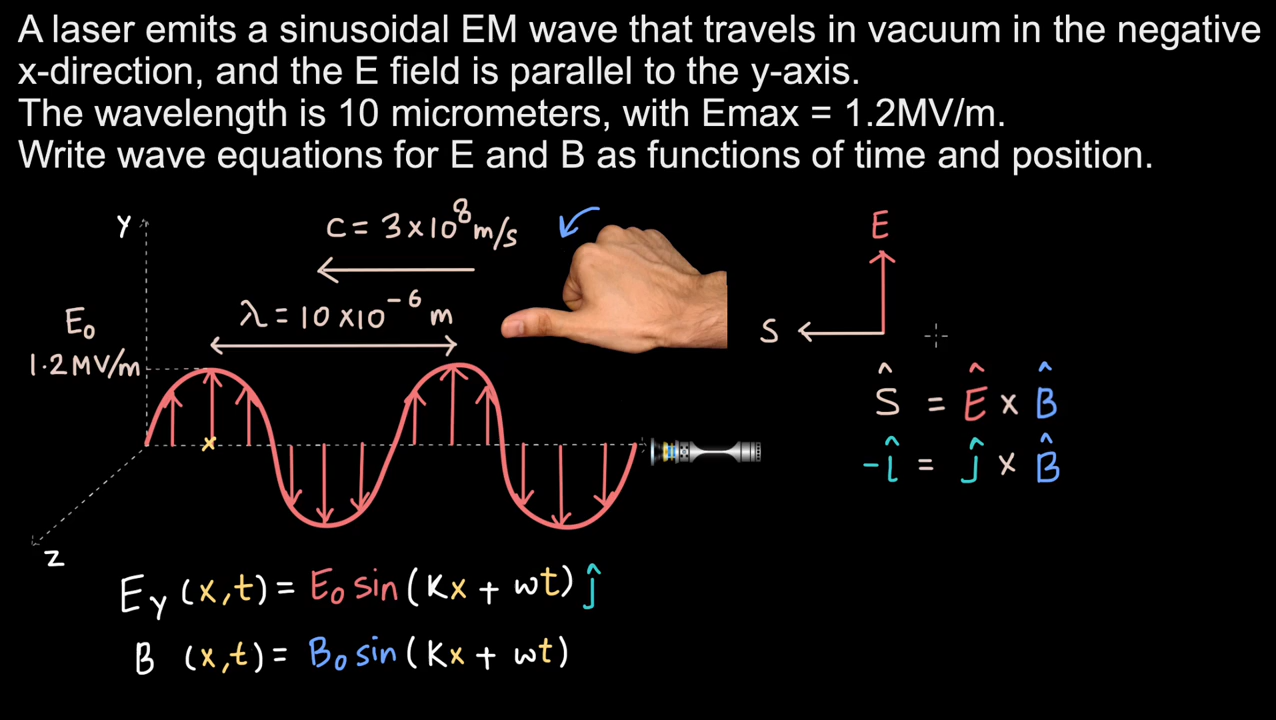 A laser emits a sinusoidal EM wave that travels in vacuum in the negative
x-direction, and the E field is parallel to the y-axis.
The wavelength is 10 micrometers, with Emax = 1.2MV/m.
Write wave equations for E and B as functions of time and position.
Y
c = 3×10⁸ m/s
E
λ = 10×10⁻⁶ m
E₀
1.2MV/m
S
Ŝ = Ê × B̂
-î = ĵ × B̂
x
z
E_y (x,t) = E₀ sin (Kx + ωt) ĵ
B (x,t) = B₀ sin (Kx + ωt)